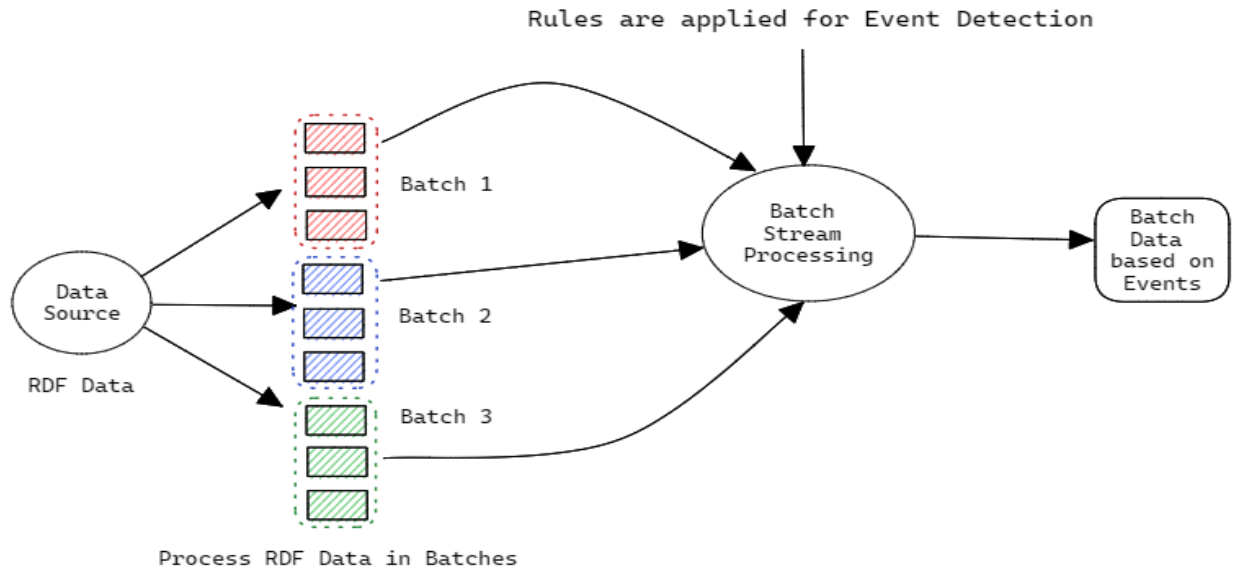 Rules are applied for Event Detection
Batch 1
Batch
Stream
Processing
Batch
Data
based on
Events
Data
Source
Batch 2
RDF Data
Batch 3
Process RDF Data in Batches